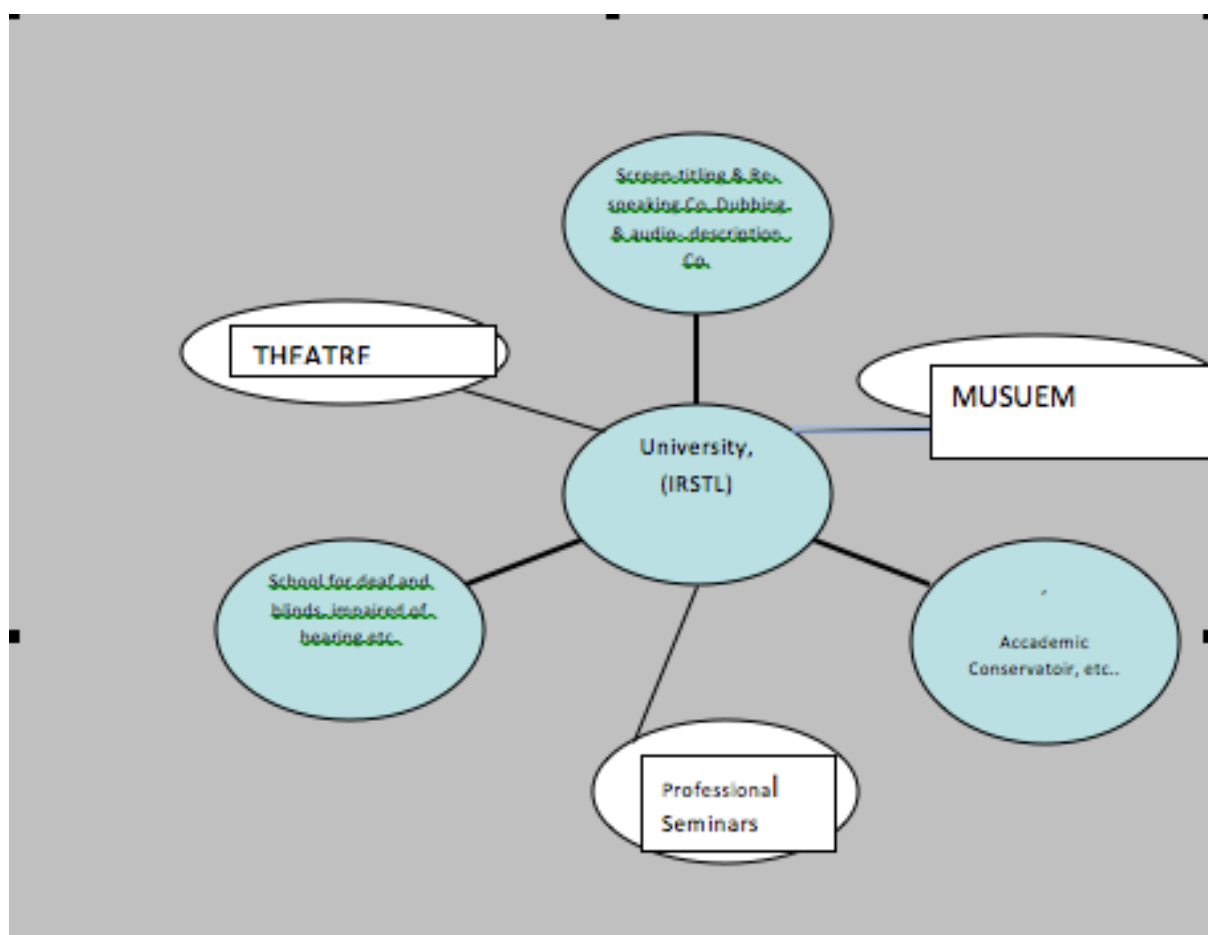 Screen-titling & Re-
speaking Co. Dubbing
& audio- description
Co.
THEATRE
MUSUEM
University,
(IRSTL)
School for deaf and
blinds, impaired of
hearing etc.
,
Accademic
Conservatoir, etc..
Professional
Seminars